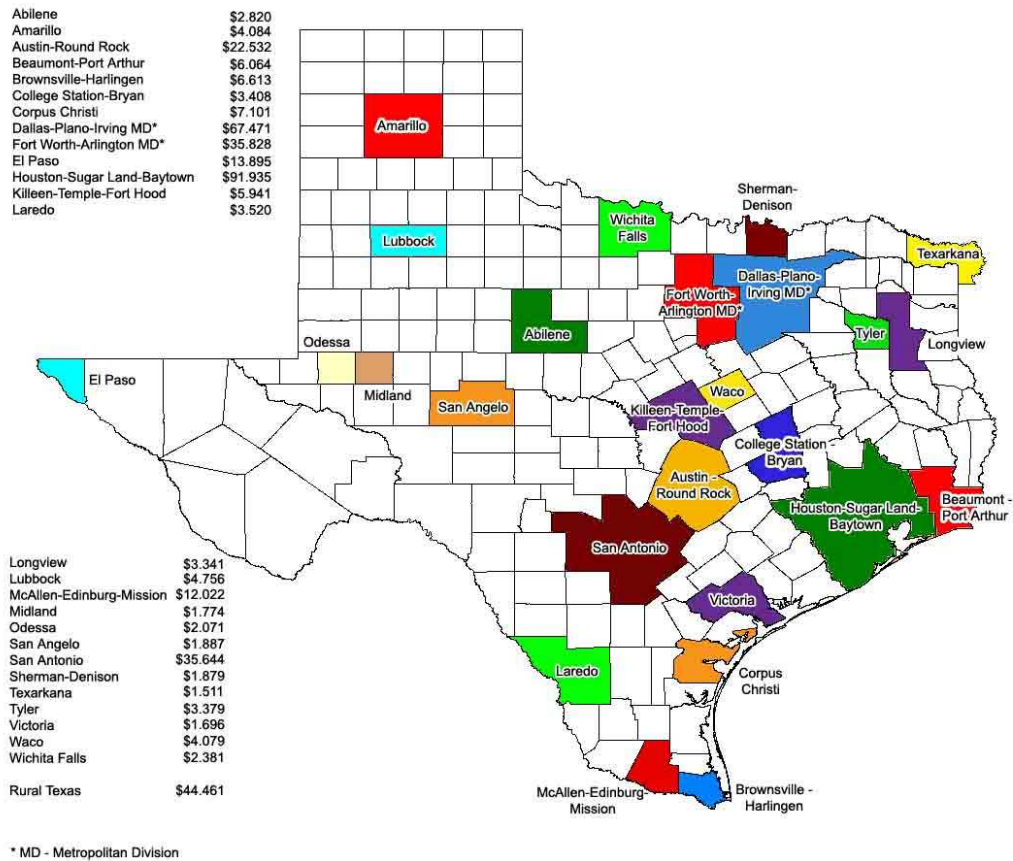 Abilene $2.820
Amarillo $4.084
Austin-Round Rock $22.532
Beaumont-Port Arthur $6.064
Brownsville-Harlingen $6.613
College Station-Bryan $3.408
Corpus Christi $7.101
Dallas-Plano-Irving MD* $67.471
Fort Worth-Arlington MD* $35.828
El Paso $13.895
Houston-Sugar Land-Baytown $91.935
Killeen-Temple-Fort Hood $5.941
Laredo $3.520
Amarillo
Sherman-
Denison
Wichita
Falls
Lubbock
Texarkana
Dallas-Plano-
Irving MD*
Fort Worth-
Arlington MD*
Abilene
Tyler
Longview
Odessa
El Paso
Midland
San Angelo
Waco
Killeen-Temple-
Fort Hood
College Station -
Bryan
Austin -
Round Rock
Houston-Sugar Land-
Baytown
Beaumont -
Port Arthur
San Antonio
Victoria
Laredo
Corpus
Christi
McAllen-Edinburg-
Mission
Brownsville -
Harlingen
Longview $3.341
Lubbock $4.756
McAllen-Edinburg-Mission $12.022
Midland $1.774
Odessa $2.071
San Angelo $1.887
San Antonio $35.644
Sherman-Denison $1.879
Texarkana $1.511
Tyler $3.379
Victoria $1.696
Waco $4.079
Wichita Falls $2.381
Rural Texas $44.461
* MD - Metropolitan Division